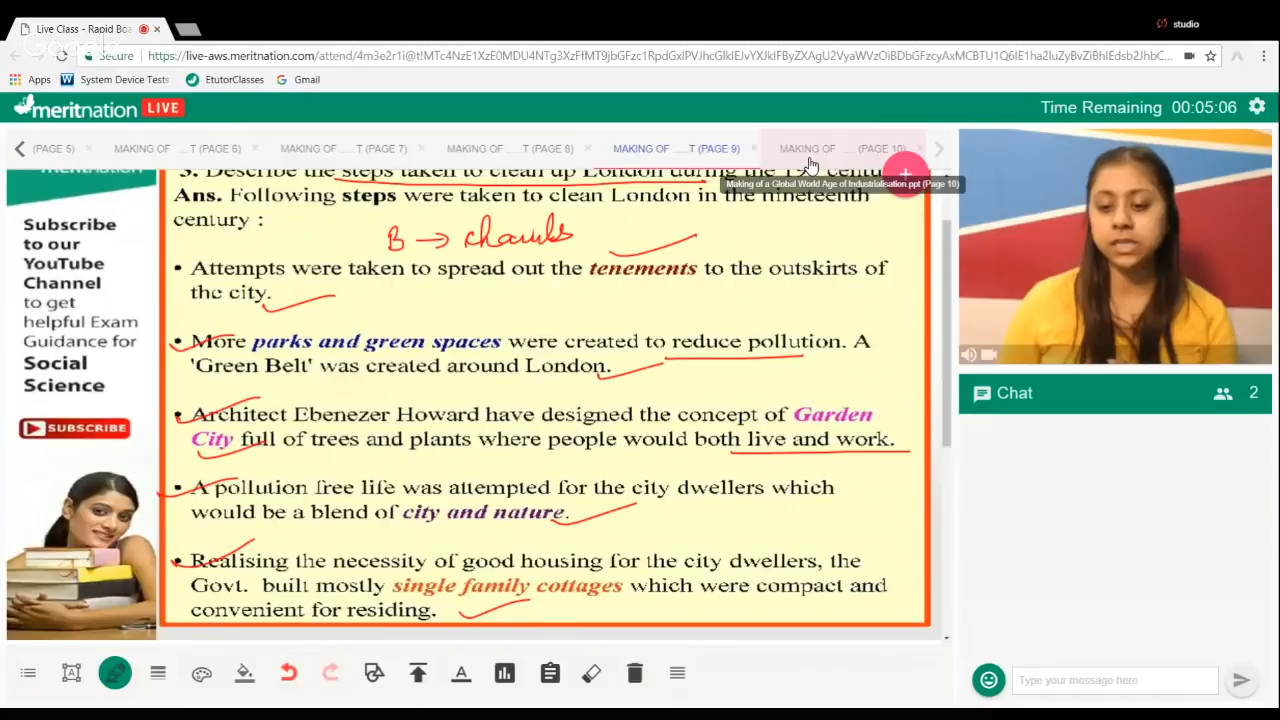 studio
Live Class - Rapid Boa
Secure
https://live-aws.meritnation.com/attend/
Apps
System Device Tests
EtutorClasses
Gmail
meritnation LIVE
Time Remaining 00:05:06
(PAGE 5)
MAKING OF ...T (PAGE 6)
MAKING OF ...T (PAGE 7)
MAKING OF ...T (PAGE 8)
MAKING OF ...T (PAGE 9)
MAKING OF (PAGE 10)
+
Making of a Global World Age of Industrialisation.ppt (Page 10)
Subscribe
to our
YouTube
Channel
to get
helpful Exam
Guidance for
Social
Science
SUBSCRIBE
Describe the steps taken to clean up London during the
Ans. Following steps were taken to clean London in the nineteenth
century :
B → chawls
• Attempts were taken to spread out the tenements to the outskirts of
the city.
• More parks and green spaces were created to reduce pollution. A
'Green Belt' was created around London.
• Architect Ebenezer Howard have designed the concept of Garden
City full of trees and plants where people would both live and work.
• A pollution free life was attempted for the city dwellers which
would be a blend of city and nature.
• Realising the necessity of good housing for the city dwellers, the
Govt. built mostly single family cottages which were compact and
convenient for residing.
Chat
2
Type your message here
A
A